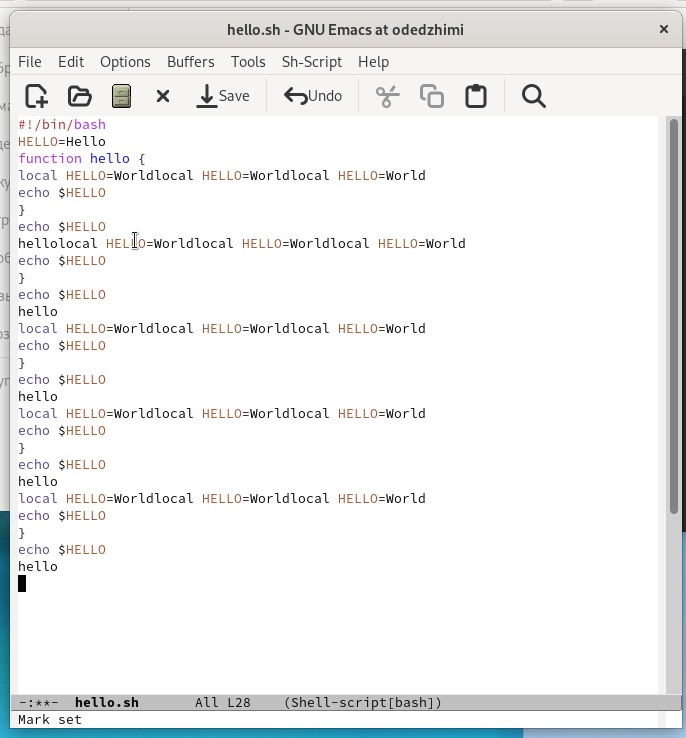 hello.sh - GNU Emacs at odedzhimi ×
File Edit Options Buffers Tools Sh-Script Help
Save Undo
#!/bin/bash
HELLO=Hello
function hello {
local HELLO=Worldlocal HELLO=Worldlocal HELLO=World
echo $HELLO
}
echo $HELLO
hellolocal HELLO=Worldlocal HELLO=Worldlocal HELLO=World
echo $HELLO
}
echo $HELLO
hello
local HELLO=Worldlocal HELLO=Worldlocal HELLO=World
echo $HELLO
}
echo $HELLO
hello
local HELLO=Worldlocal HELLO=Worldlocal HELLO=World
echo $HELLO
}
echo $HELLO
hello
local HELLO=Worldlocal HELLO=Worldlocal HELLO=World
echo $HELLO
}
echo $HELLO
hello
-:**- hello.sh All L28 (Shell-script[bash])
Mark set